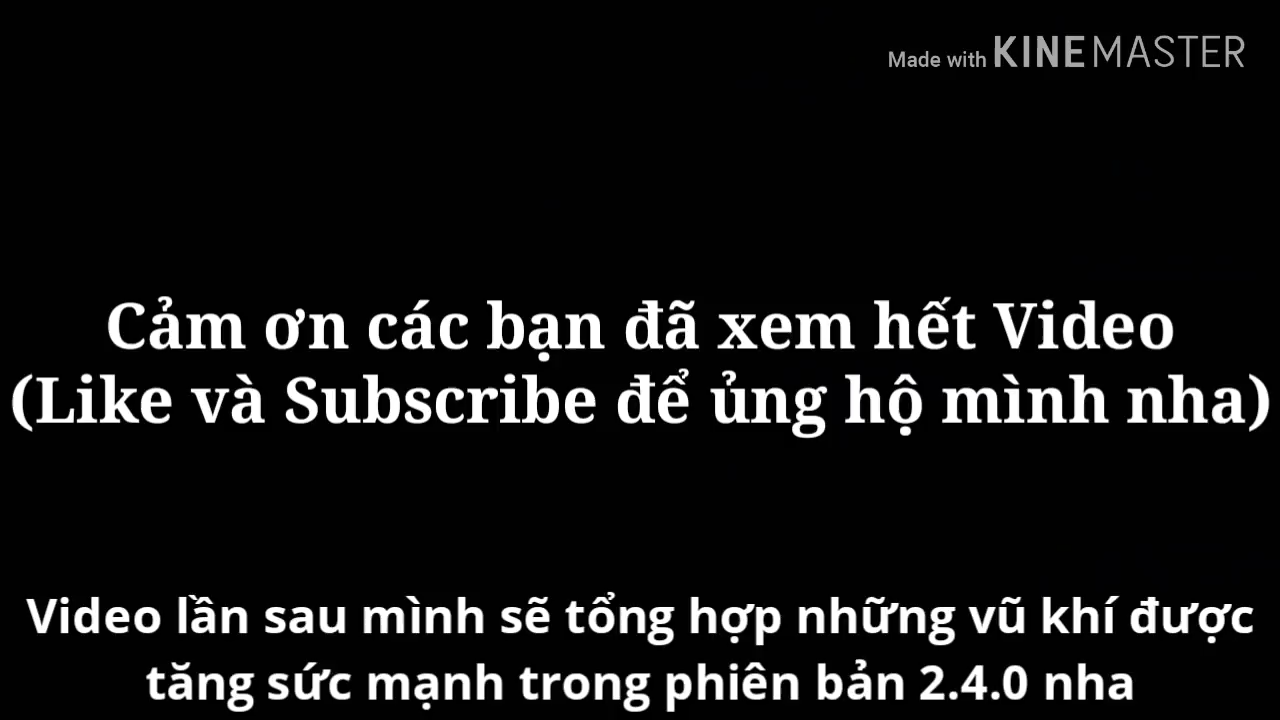 Made with KINEMASTER
Cảm ơn các bạn đã xem hết Video
(Like và Subscribe để ủng hộ mình nha)
Video lần sau mình sẽ tổng hợp những vũ khí được
tăng sức mạnh trong phiên bản 2.4.0 nha